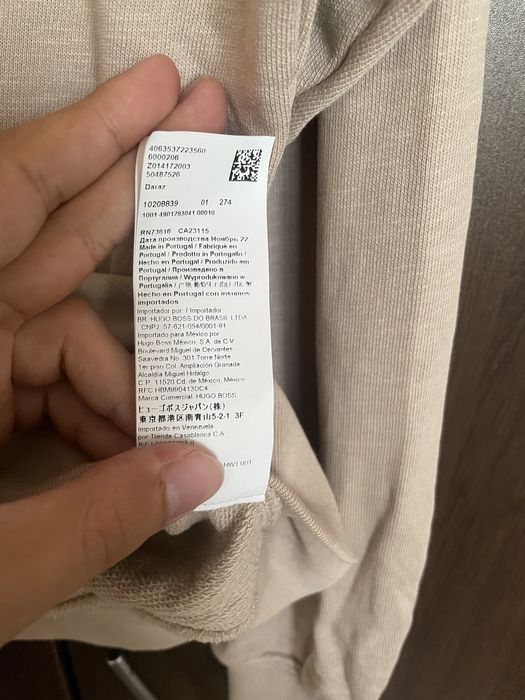 4063537223560
6000206
Z014172003
50487526
Daraz
10208839 01 274
1001 4901293041 00010
RN73616 CA23115
Дата производства Ноябрь 22
Made in Portugal / Fabriqué en
Portugal / Prodotto in Portogallo /
Hecho en Portugal / Produzido em
Portugal / Произведено в
Португалии / Wyprodukowano w
Portugalia /
Hecho en Portugal con insumos
importados
Importador por: / Importador
BR: HUGO BOSS DO BRASIL LTDA
CNPJ: 57-621-054/0001-91
Importado para México por
Hugo Boss México, S.A. de C.V
Boulevard Miguel de Cervantes
Saavedra No. 301 Torre Norte
1er piso Col. Ampliación Granada
Alcaldía Miguel Hidalgo
C.P. 11520 Cd. de México, México
RFC HBM990413DC4
Marca Comercial: HUGO BOSS
ヒューゴボスジャパン(株)
東京都港区南青山5-2-1 3F
Importado en Venezuela
por Tienda Casablanca C.A